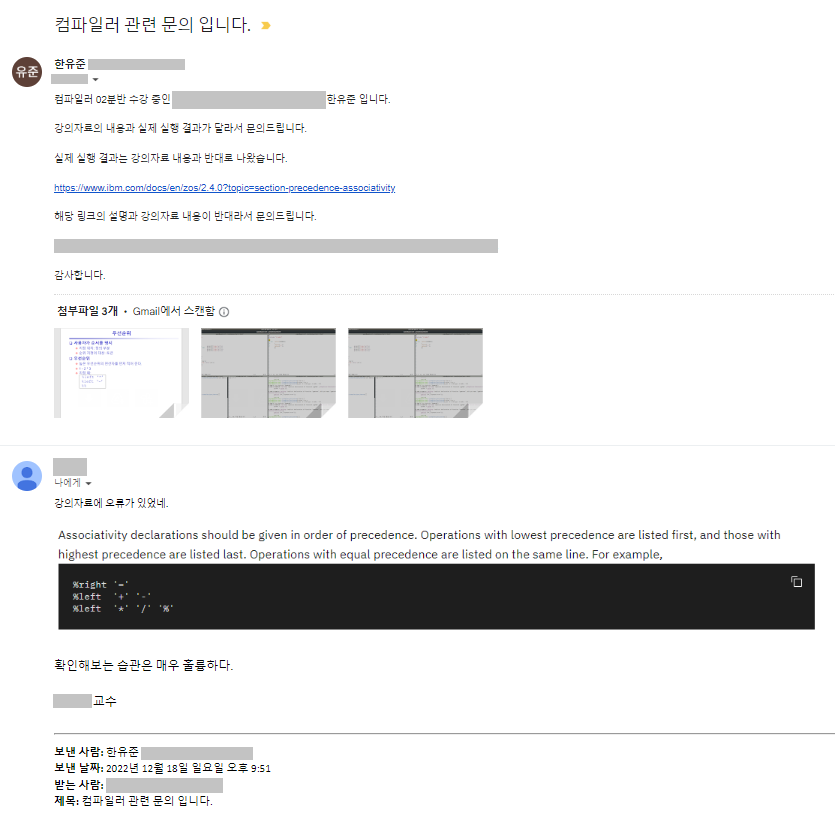 컴파일러 관련 문의 입니다.
유준
한유준
컴파일러 02분반 수강 중인 한유준 입니다.
강의자료의 내용과 실제 실행 결과가 달라서 문의드립니다.
실제 실행 결과는 강의자료 내용과 반대로 나왔습니다.
https://www.ibm.com/docs/en/zos/2.4.0?topic=section-precedence-associativity
해당 링크의 설명과 강의자료 내용이 반대라서 문의드립니다.
감사합니다.
첨부파일 3개 • Gmail에서 스캔함
우선순위
나에게
강의자료에 오류가 있었네.
Associativity declarations should be given in order of precedence. Operations with lowest precedence are listed first, and those with
highest precedence are listed last. Operations with equal precedence are listed on the same line. For example,
%right '='
%left '+' '-'
%left '*' '/' '%'
확인해보는 습관은 매우 훌륭하다.
교수
보낸 사람: 한유준
보낸 날짜: 2022년 12월 18일 일요일 오후 9:51
받는 사람:
제목: 컴파일러 관련 문의 입니다.